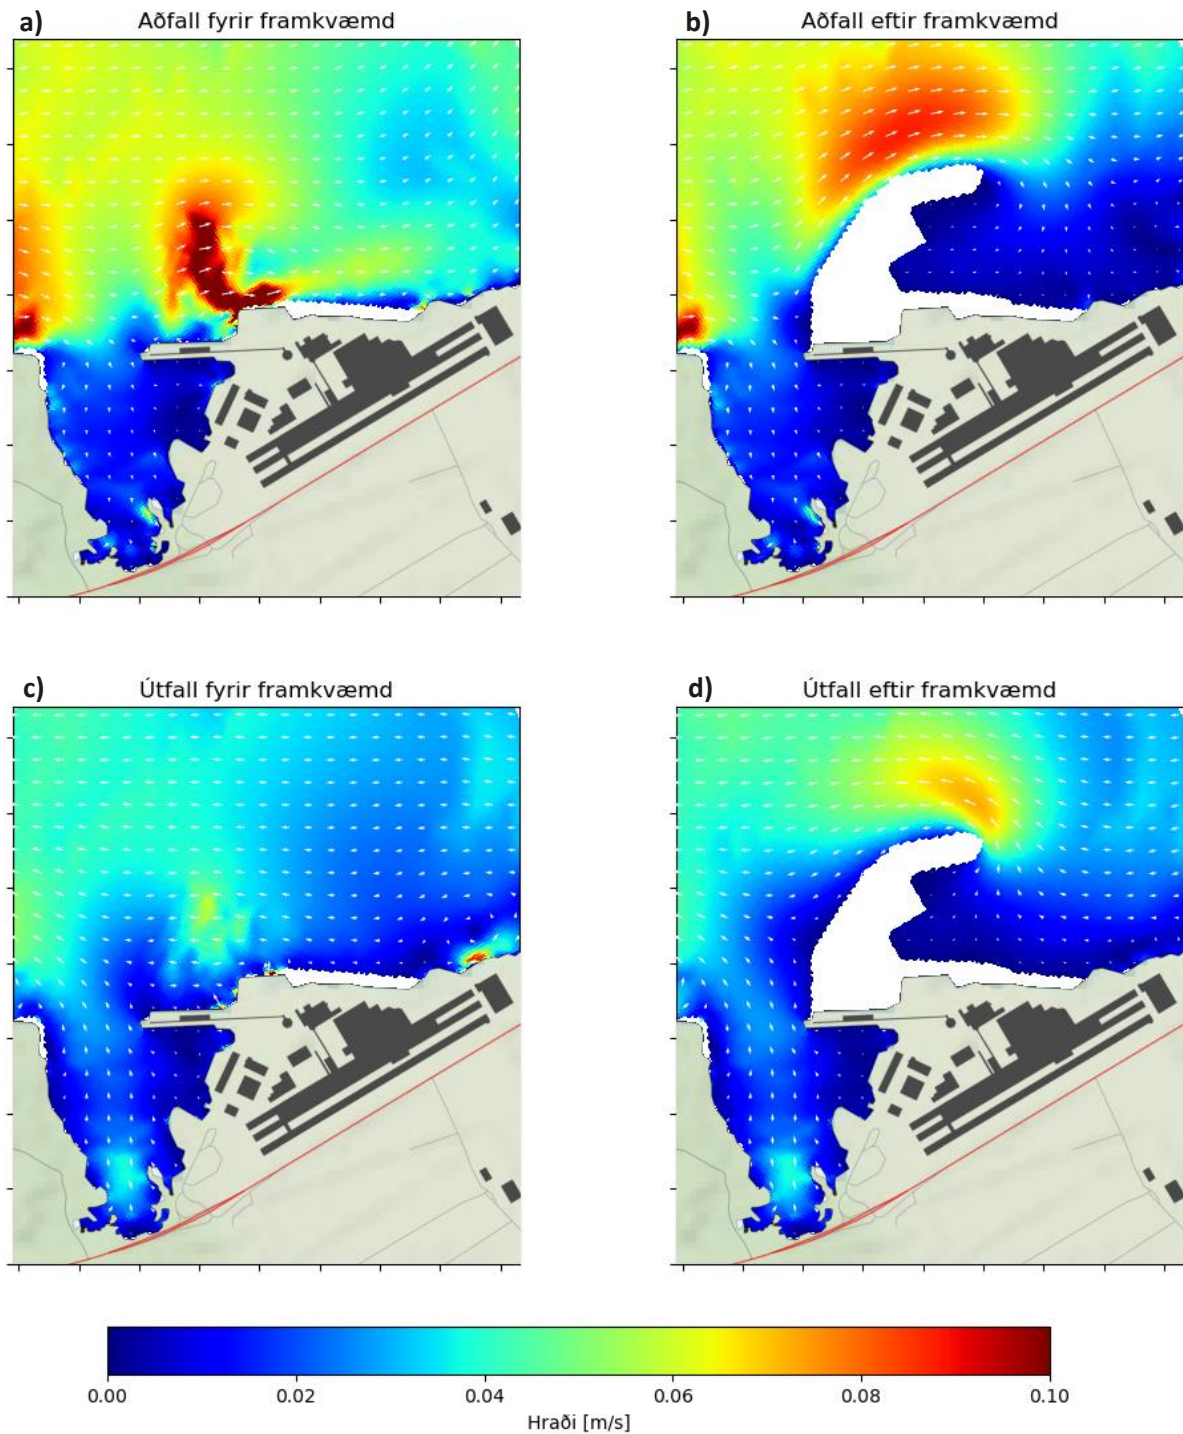 a) Aðfall fyrir framkvæmd
b) Aðfall eftir framkvæmd
c) Útfall fyrir framkvæmd
d) Útfall eftir framkvæmd
0.00 0.02 0.04 0.06 0.08 0.10
Hraði [m/s]